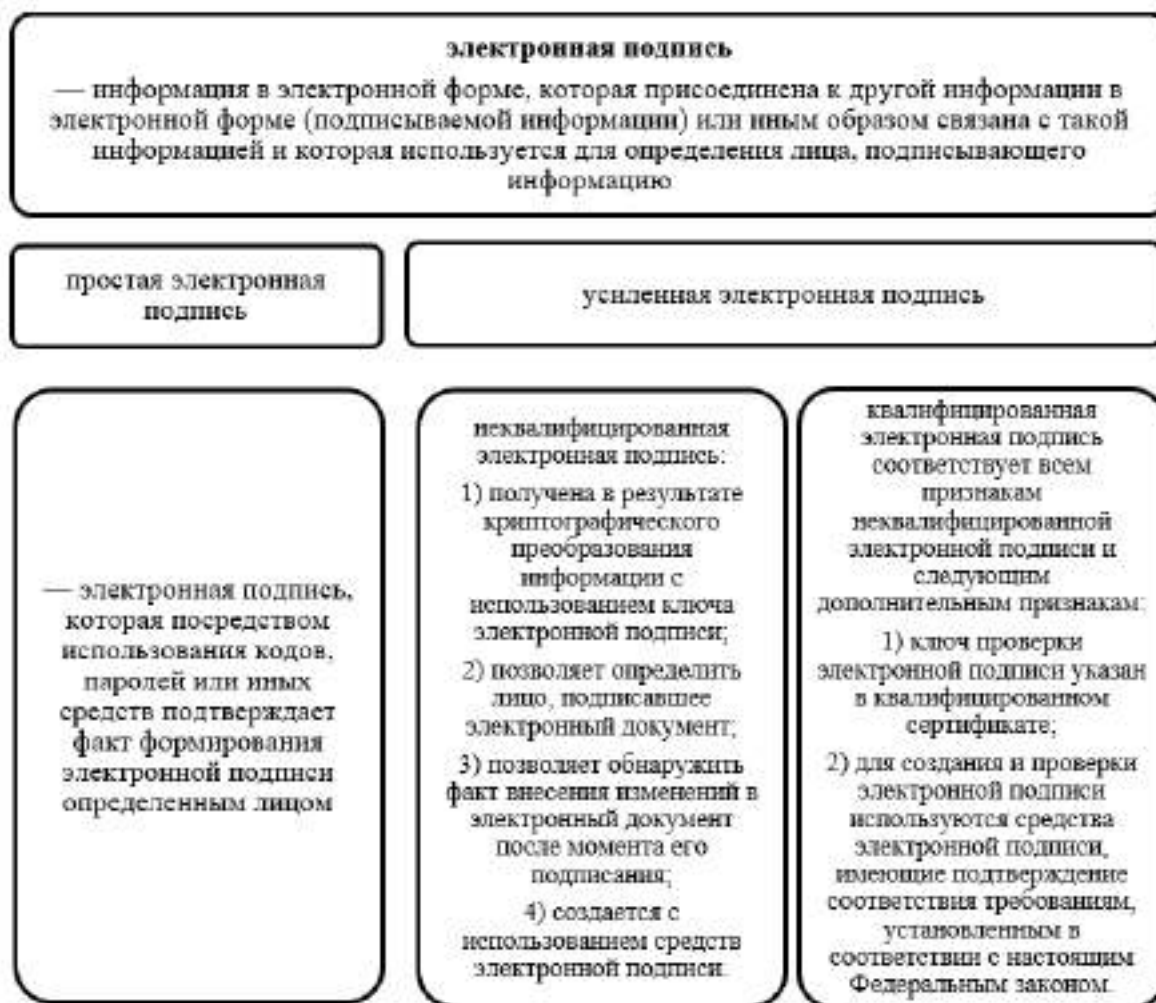 электронная подпись
— информация в электронной форме, которая присоединена к другой информации в
электронной форме (подписываемой информации) или иным образом связана с такой
информацией и которая используется для определения лица, подписывающего
информацию
простая электронная
подпись
усиленная электронная подпись
— электронная подпись,
которая посредством
использования кодов,
паролей или иных
средств подтверждает
факт формирования
электронной подписи
определенным лицом
неквалифицированная
электронная подпись:
1) получена в результате
криптографического
преобразования
информации с
использованием ключа
электронной подписи;
2) позволяет определить
лицо, подписавшее
электронный документ;
3) позволяет обнаружить
факт внесения изменений в
электронный документ
после момента его
подписания;
4) создается с
использованием средств
электронной подписи.
квалифицированная
электронная подпись
соответствует всем
признакам
неквалифицированной
электронной подписи и
следующим
дополнительным признакам:
1) ключ проверки
электронной подписи указан
в квалифицированном
сертификате;
2) для создания и проверки
электронной подписи
используются средства
электронной подписи,
имеющие подтверждение
соответствия требованиям,
установленным в
соответствии с настоящим
Федеральным законом.